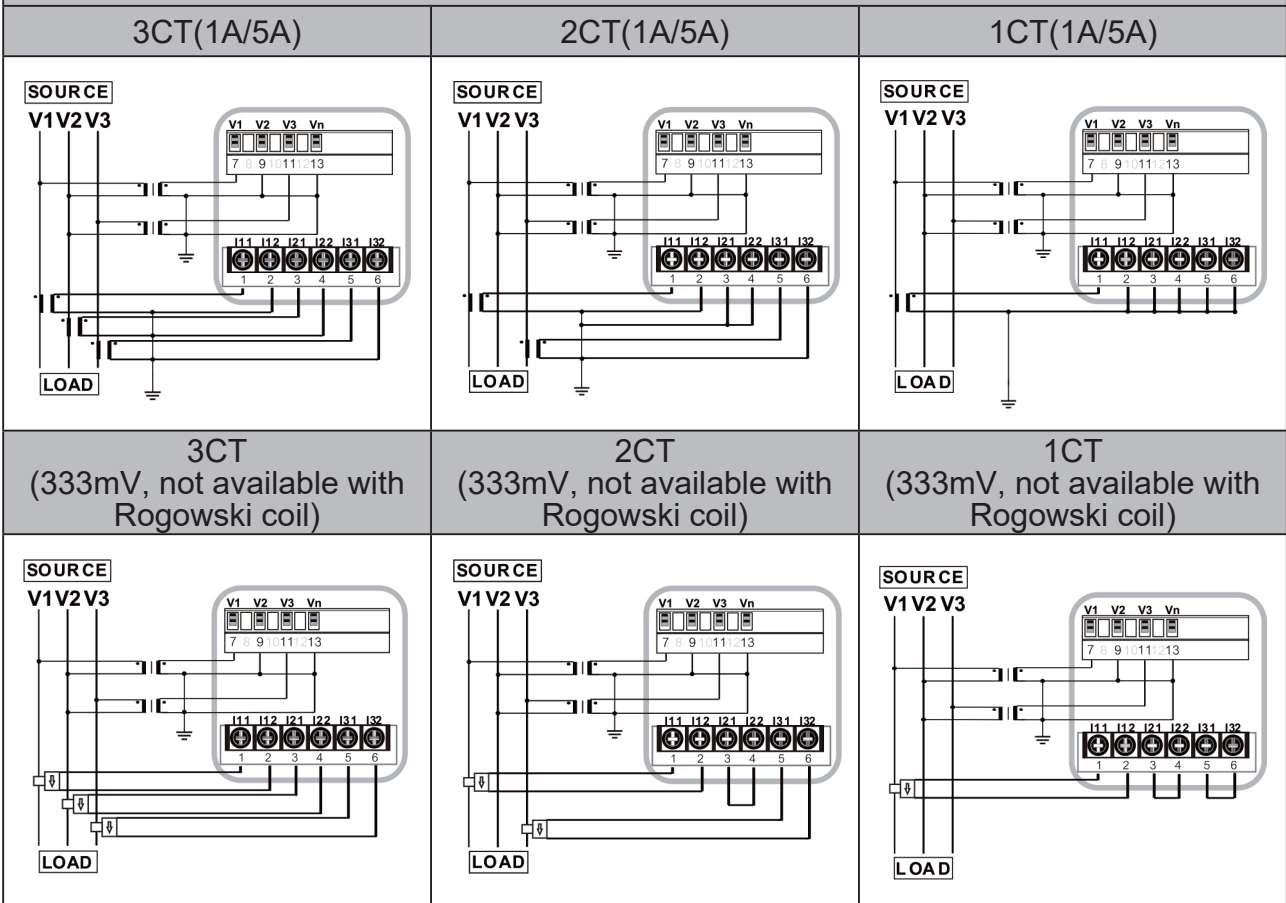 3CT(1A/5A)
2CT(1A/5A)
1CT(1A/5A)
SOURCE
V1 V2 V3
V1 V2 V3 Vn
7 8 9 10 11 12 13
I11 I12 I21 I22 I31 I32
1 2 3 4 5 6
LOAD
SOURCE
V1 V2 V3
V1 V2 V3 Vn
7 8 9 10 11 12 13
I11 I12 I21 I22 I31 I32
1 2 3 4 5 6
LOAD
SOURCE
V1 V2 V3
V1 V2 V3 Vn
7 8 9 10 11 12 13
I11 I12 I21 I22 I31 I32
1 2 3 4 5 6
LOAD
3CT
(333mV, not available with
Rogowski coil)
2CT
(333mV, not available with
Rogowski coil)
1CT
(333mV, not available with
Rogowski coil)
SOURCE
V1 V2 V3
V1 V2 V3 Vn
7 8 9 10 11 12 13
I11 I12 I21 I22 I31 I32
1 2 3 4 5 6
LOAD
SOURCE
V1 V2 V3
V1 V2 V3 Vn
7 8 9 10 11 12 13
I11 I12 I21 I22 I31 I32
1 2 3 4 5 6
LOAD
SOURCE
V1 V2 V3
V1 V2 V3 Vn
7 8 9 10 11 12 13
I11 I12 I21 I22 I31 I32
1 2 3 4 5 6
LOAD